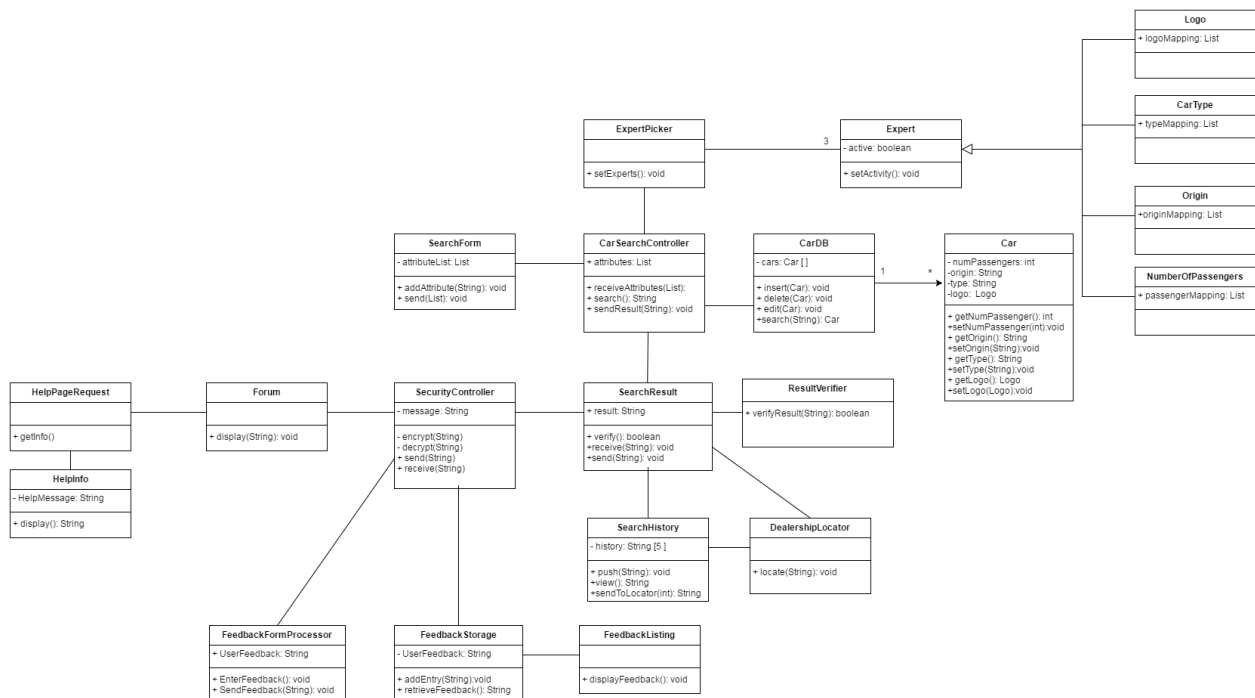 Logo
+ logoMapping: List
CarType
+ typeMapping: List
ExpertPicker
+ setExperts(): void
3
Expert
- active: boolean
+ setActivity(): void
Origin
+originMapping: List
NumberOfPassengers
+ passengerMapping: List
SearchForm
- attributeList: List
+ addAttribute(String): void
+ send(List): void
CarSearchController
+ attributes: List
+ receiveAttributes(List):
+ search(): String
+ sendResult(String): void
CarDB
- cars: Car [ ]
+ insert(Car): void
+ delete(Car): void
+ edit(Car): void
+search(String): Car
1
*
Car
- numPassengers: int
-origin: String
-type: String
-logo: Logo
+ getNumPassenger(): int
+setNumPassenger(int):void
+ getOrigin(): String
+setOrigin(String):void
+ getType(): String
+setType(String):void
+ getLogo(): Logo
+setLogo(Logo):void
HelpPageRequest
+ getInfo()
Forum
+ display(String): void
SecurityController
- message: String
- encrypt(String)
- decrypt(String)
+ send(String)
+ receive(String)
SearchResult
+ result: String
+ verify(): boolean
+receive(String): void
+send(String): void
ResultVerifier
+ verifyResult(String): boolean
HelpInfo
- HelpMessage: String
+ display(): String
SearchHistory
- history: String [5 ]
+ push(String): void
+view(): String
+sendToLocator(int): String
DealershipLocator
+ locate(String): void
FeedbackFormProcessor
+ UserFeedback: String
+ EnterFeedback(): void
+ SendFeedback(String): void
FeedbackStorage
- UserFeedback: String
+ addEntry(String):void
+ retrieveFeedback(): String
FeedbackListing
+ displayFeedback(): void